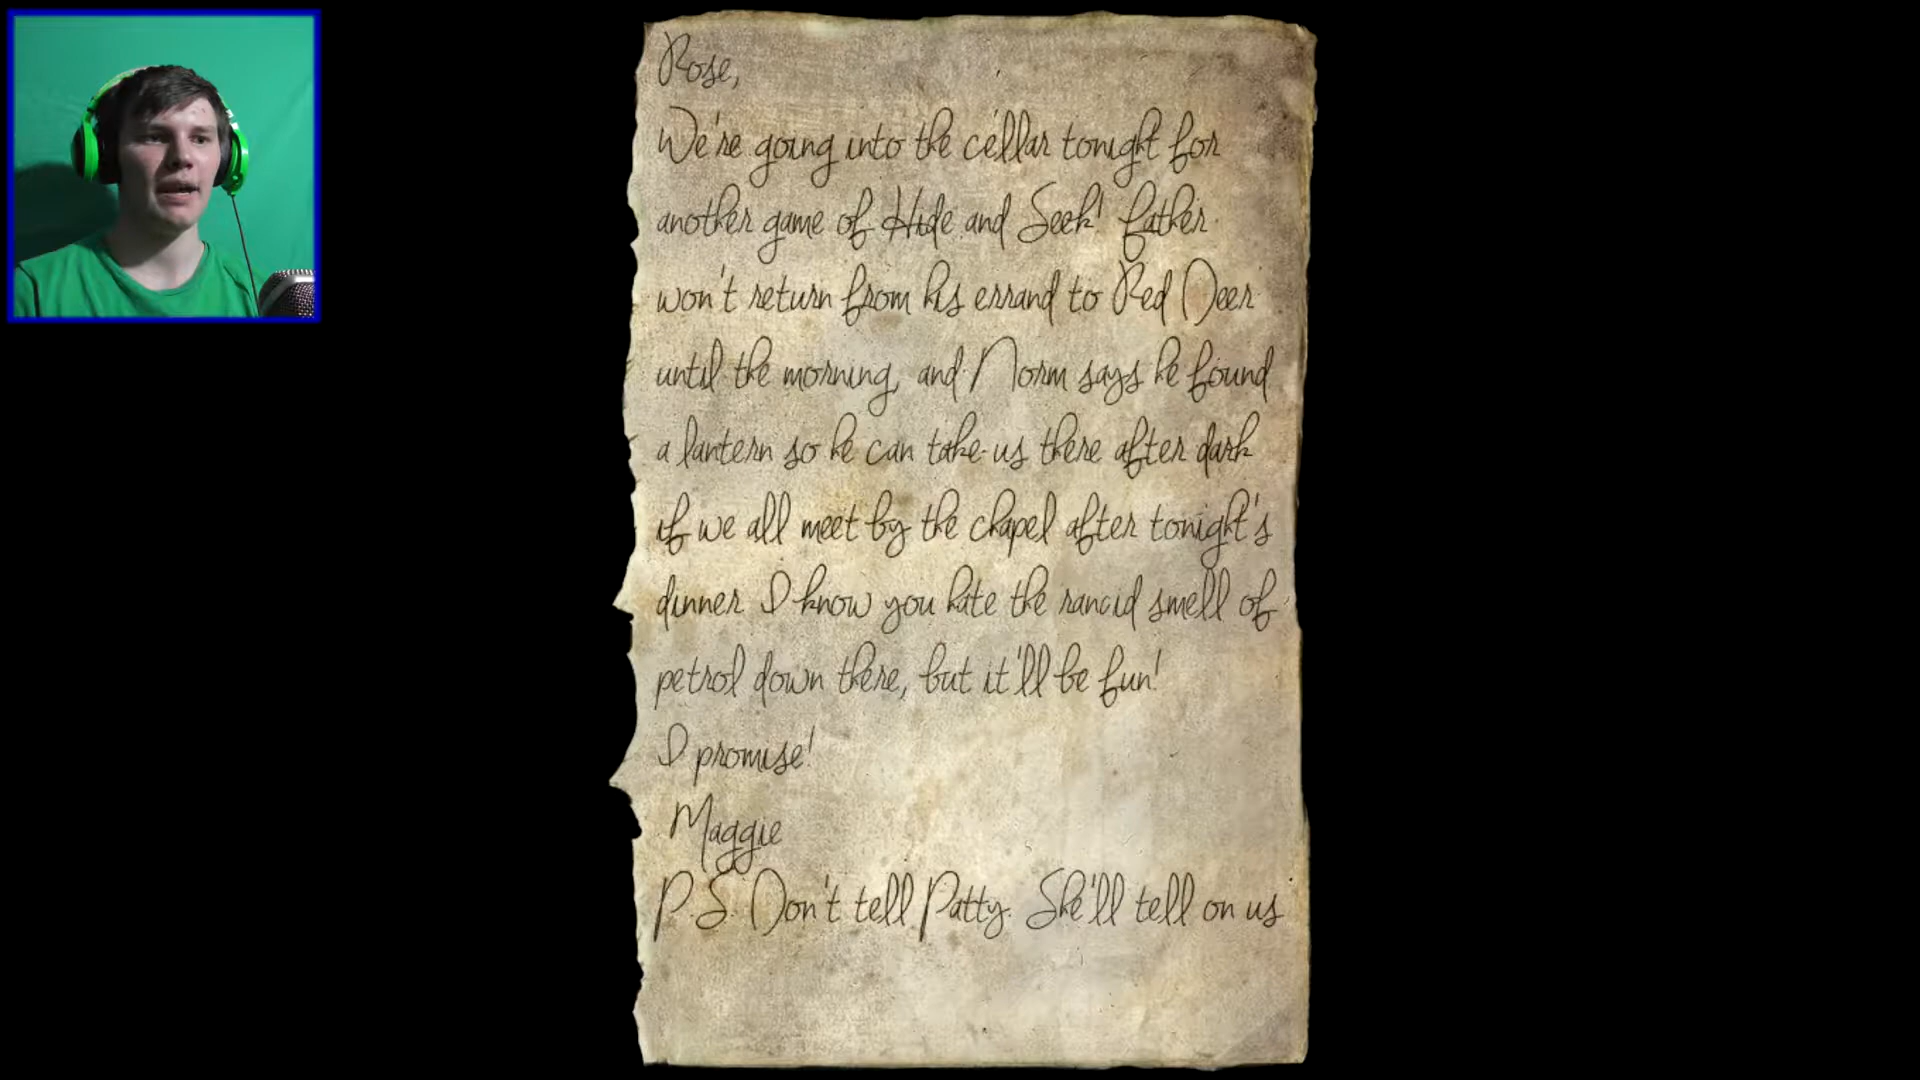 Rose,
We're going into the cellar tonight for
another game of Hide and Seek! Father
won't return from his errand to Red Deer
until the morning, and Norm says he found
a lantern so he can take us there after dark
if we all meet by the chapel after tonight's
dinner. I know you hate the rancid smell of
petrol down there, but it'll be fun!
I promise!
Maggie
P.S. Don't tell Patty. She'll tell on us